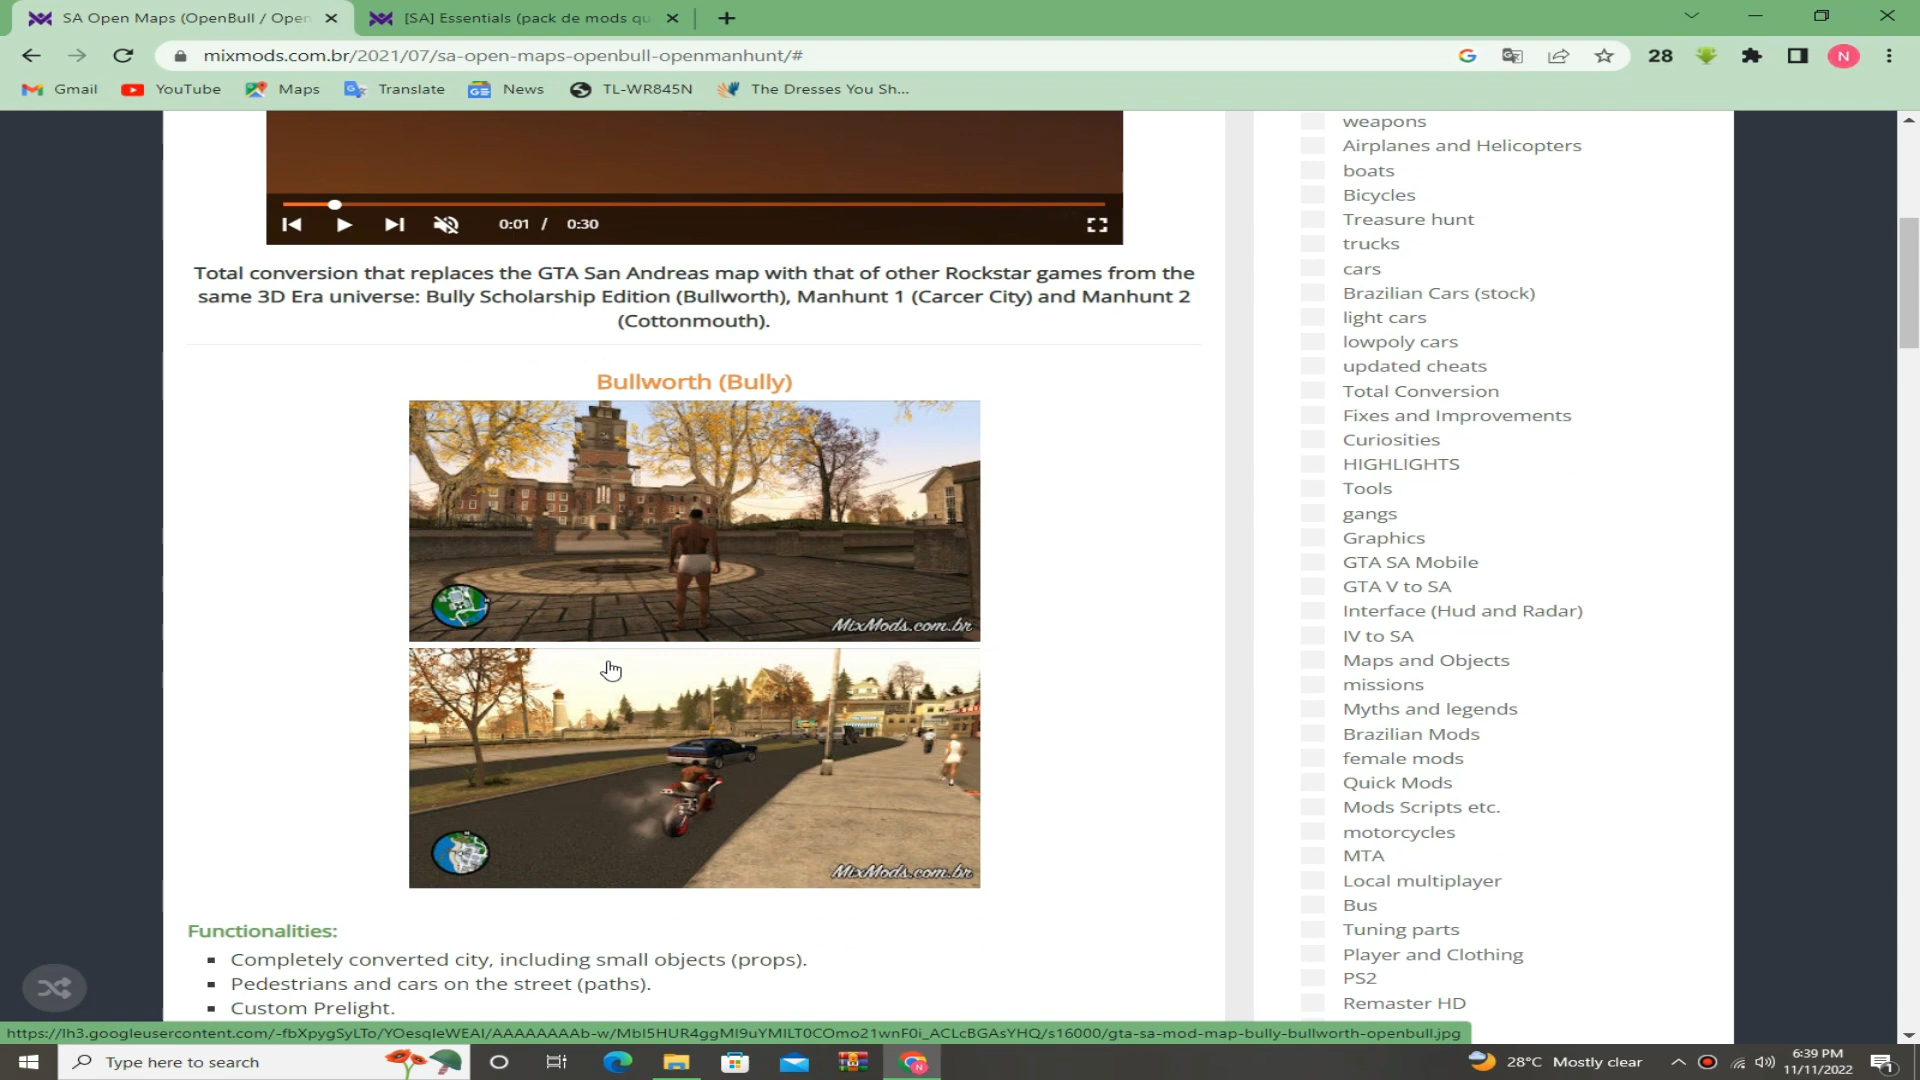 SA Open Maps (OpenBull / Open
[SA] Essentials (pack de mods qu
mixmods.com.br/2021/07/sa-open-maps-openbull-openmanhunt/#
28
N
Gmail
YouTube
Maps
Translate
News
TL-WR845N
The Dresses You Sh...
0:01 / 0:30
Total conversion that replaces the GTA San Andreas map with that of other Rockstar games from the
same 3D Era universe: Bully Scholarship Edition (Bullworth), Manhunt 1 (Carcer City) and Manhunt 2
(Cottonmouth).
Bullworth (Bully)
MixMods.com.br
MixMods.com.br
Functionalities:
Completely converted city, including small objects (props).
Pedestrians and cars on the street (paths).
Custom Prelight.
weapons
Airplanes and Helicopters
boats
Bicycles
Treasure hunt
trucks
cars
Brazilian Cars (stock)
light cars
lowpoly cars
updated cheats
Total Conversion
Fixes and Improvements
Curiosities
HIGHLIGHTS
Tools
gangs
Graphics
GTA SA Mobile
GTA V to SA
Interface (Hud and Radar)
IV to SA
Maps and Objects
missions
Myths and legends
Brazilian Mods
female mods
Quick Mods
Mods Scripts etc.
motorcycles
MTA
Local multiplayer
Bus
Tuning parts
Player and Clothing
PS2
Remaster HD
https://lh3.googleusercontent.com/-fbXpygSyLTo/YOesqleWEAI/AAAAAAAAb-w/MbI5HUR4ggMI9uYMILT0COmo21wnF0i_ACLcBGAsYHQ/s16000/gta-sa-mod-map-bully-bullworth-openbull.jpg
Type here to search
28°C Mostly clear
6:39 PM
11/11/2022
1